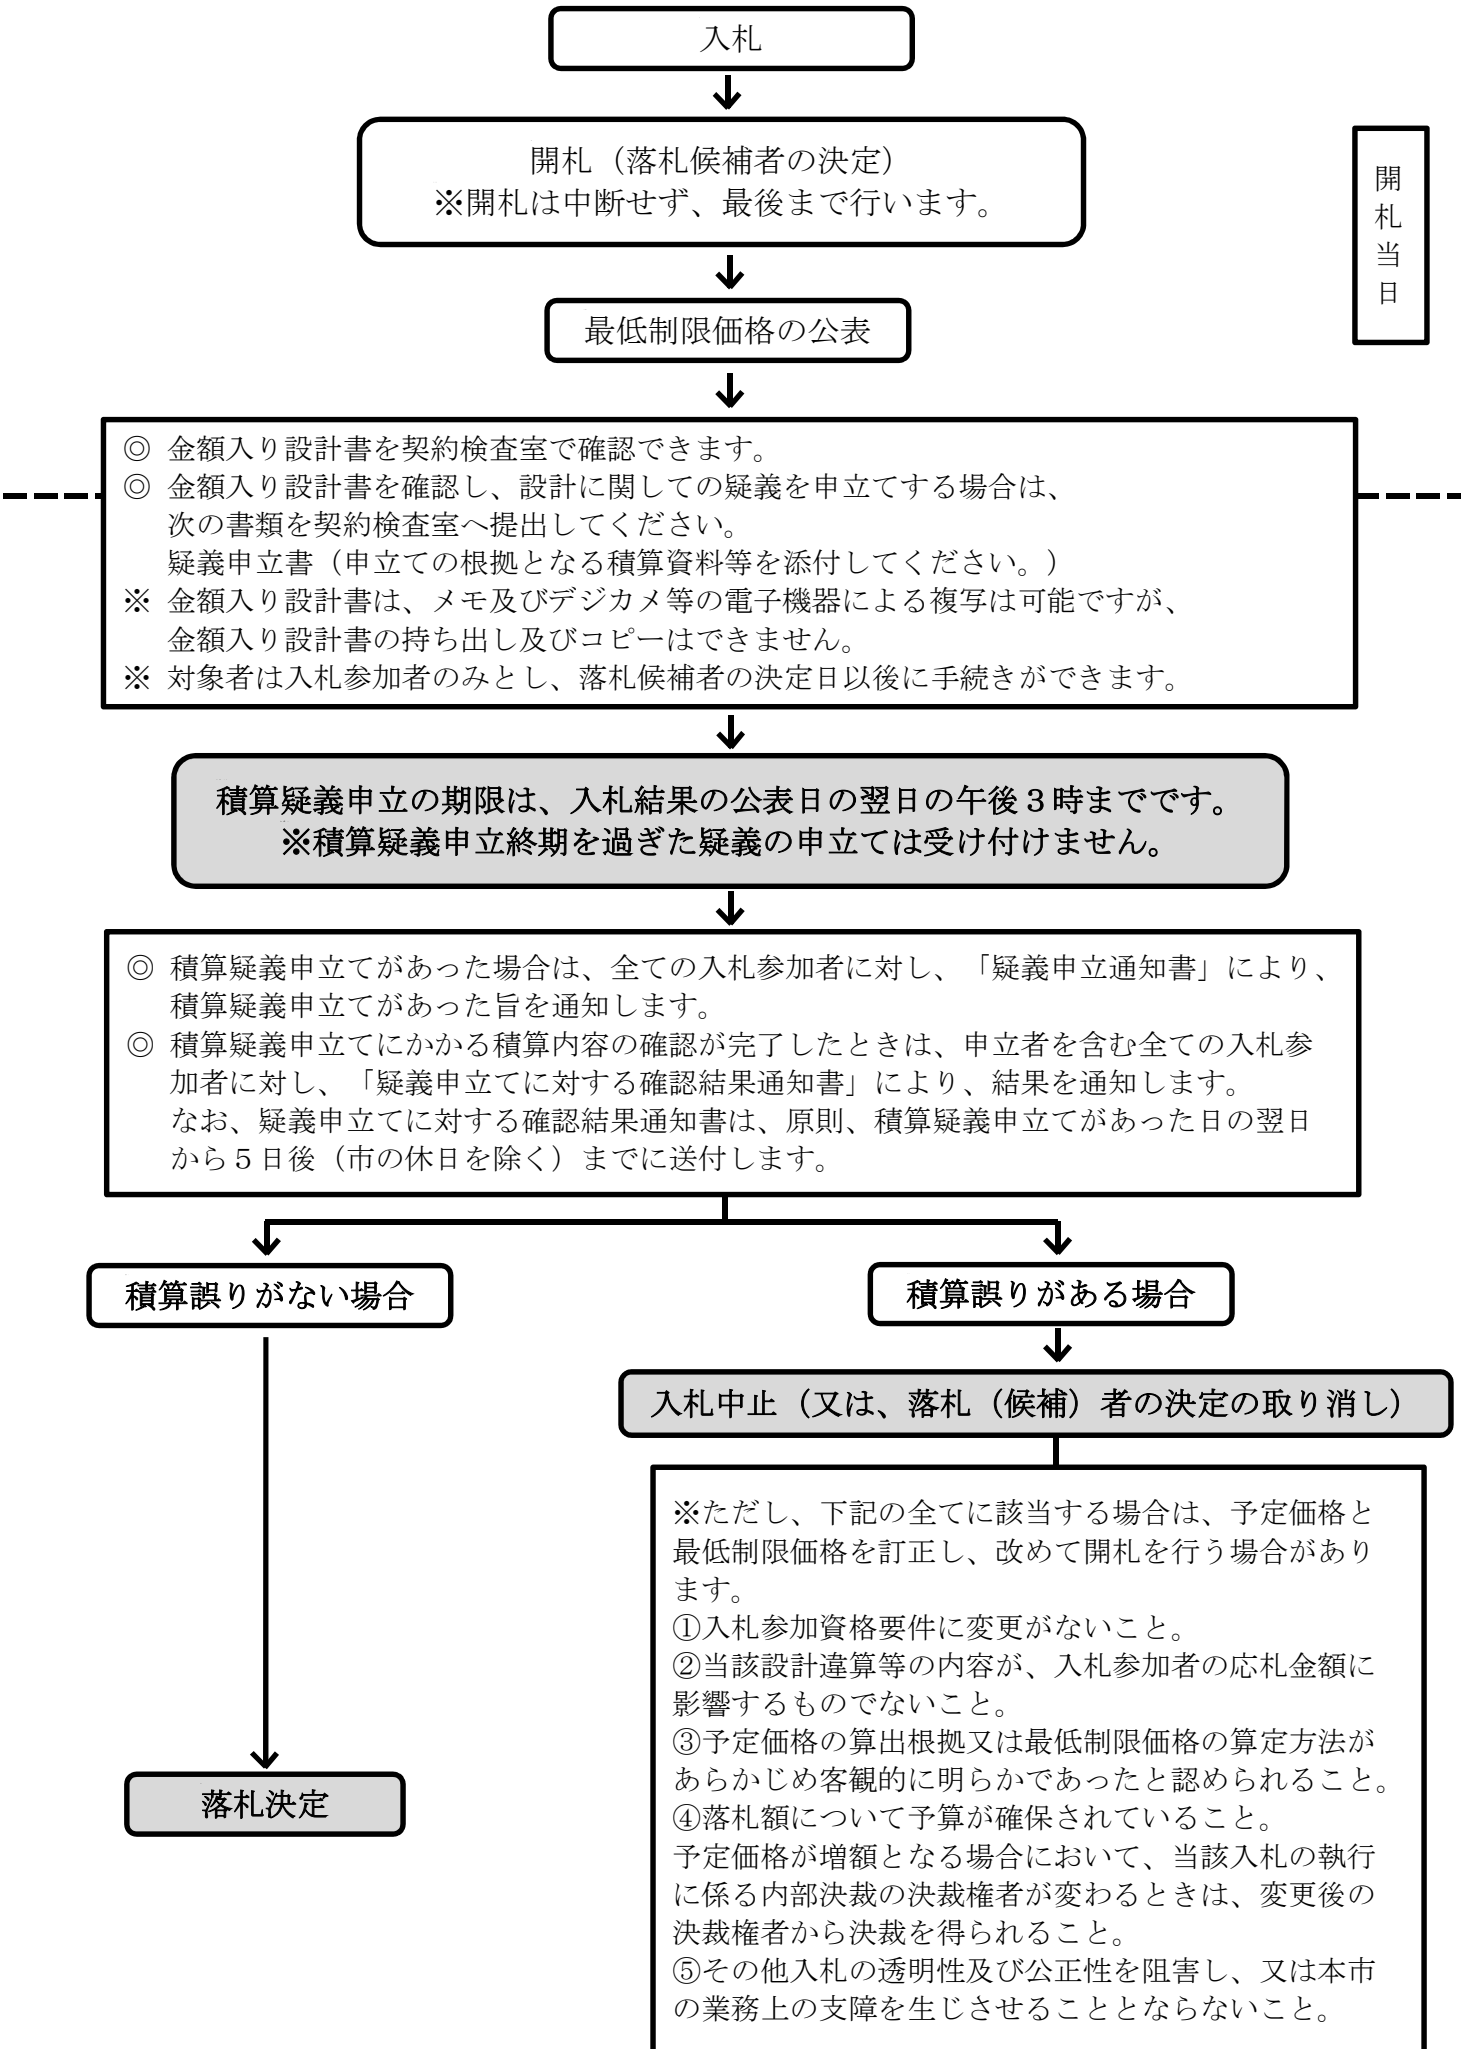 入札
開札（落札候補者の決定）
※開札は中断せず、最後まで行います。
開札当日
最低制限価格の公表
◎ 金額入り設計書を契約検査室で確認できます。
◎ 金額入り設計書を確認し、設計に関しての疑義を申立てする場合は、
次の書類を契約検査室へ提出してください。
疑義申立書（申立ての根拠となる積算資料等を添付してください。）
※ 金額入り設計書は、メモ及びデジカメ等の電子機器による複写は可能ですが、
金額入り設計書の持ち出し及びコピーはできません。
※ 対象者は入札参加者のみとし、落札候補者の決定日以後に手続きができます。
積算疑義申立の期限は、入札結果の公表日の翌日の午後３時までです。
※積算疑義申立終期を過ぎた疑義の申立ては受け付けません。
◎ 積算疑義申立てがあった場合は、全ての入札参加者に対し、「疑義申立通知書」により、
積算疑義申立てがあった旨を通知します。
◎ 積算疑義申立てにかかる積算内容の確認が完了したときは、申立者を含む全ての入札参
加者に対し、「疑義申立てに対する確認結果通知書」により、結果を通知します。
なお、疑義申立てに対する確認結果通知書は、原則、積算疑義申立てがあった日の翌日
から５日後（市の休日を除く）までに送付します。
積算誤りがない場合
積算誤りがある場合
入札中止（又は、落札（候補）者の決定の取り消し）
※ただし、下記の全てに該当する場合は、予定価格と
最低制限価格を訂正し、改めて開札を行う場合があり
ます。
①入札参加資格要件に変更がないこと。
②当該設計違算等の内容が、入札参加者の応札金額に
影響するものでないこと。
③予定価格の算出根拠又は最低制限価格の算定方法が
あらかじめ客観的に明らかであったと認められること。
④落札額について予算が確保されていること。
予定価格が増額となる場合において、当該入札の執行
に係る内部決裁の決裁権者が変わるときは、変更後の
決裁権者から決裁を得られること。
⑤その他入札の透明性及び公正性を阻害し、又は本市
の業務上の支障を生じさせることとならないこと。
落札決定